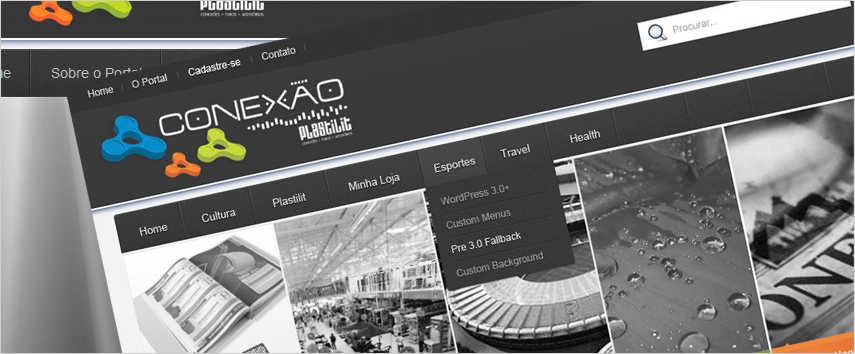 PLASTILIT
CONEXÕES • TUBOS • ACESSÓRIOS
Sobre o Portal
Home
O Portal
Cadastre-se
Contato
Procurar...
CONEXÃO
PLASTILIT
CONEXÕES • TUBOS • ACESSÓRIOS
Home
Cultura
Plastilit
Minha Loja
Esportes
Travel
Health
WordPress 3.0+
Custom Menus
Pre 3.0 Fallback
Custom Background